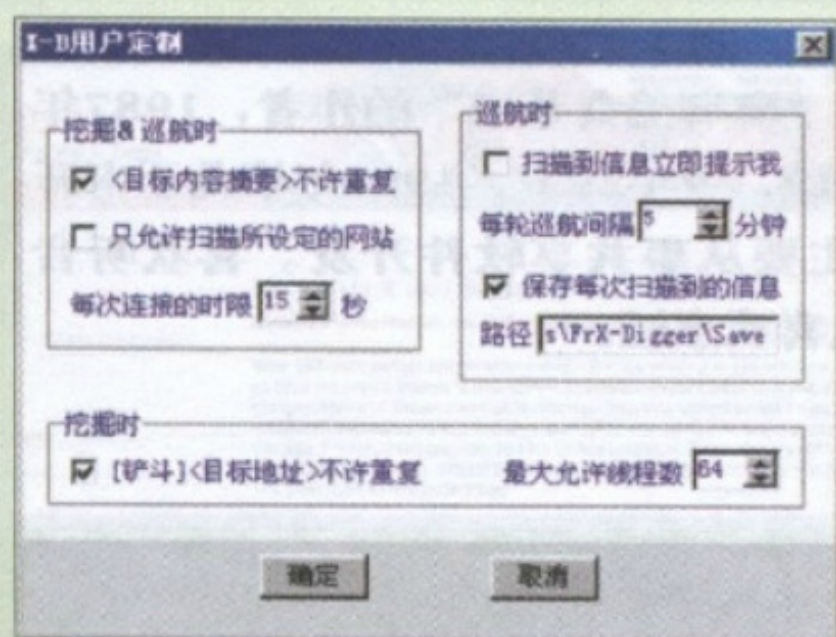 X-D用户定制
挖掘&巡航时
<目标内容摘要>不许重复
只允许扫描所设定的网站
每次连接的时限 15 秒
巡航时
扫描到信息立即提示我
每轮巡航间隔 5 分钟
保存每次扫描到的信息
路径 s\FrX-Digger\Save
挖掘时
[铲斗]<目标地址>不许重复 最大允许线程数 64
确定 取消